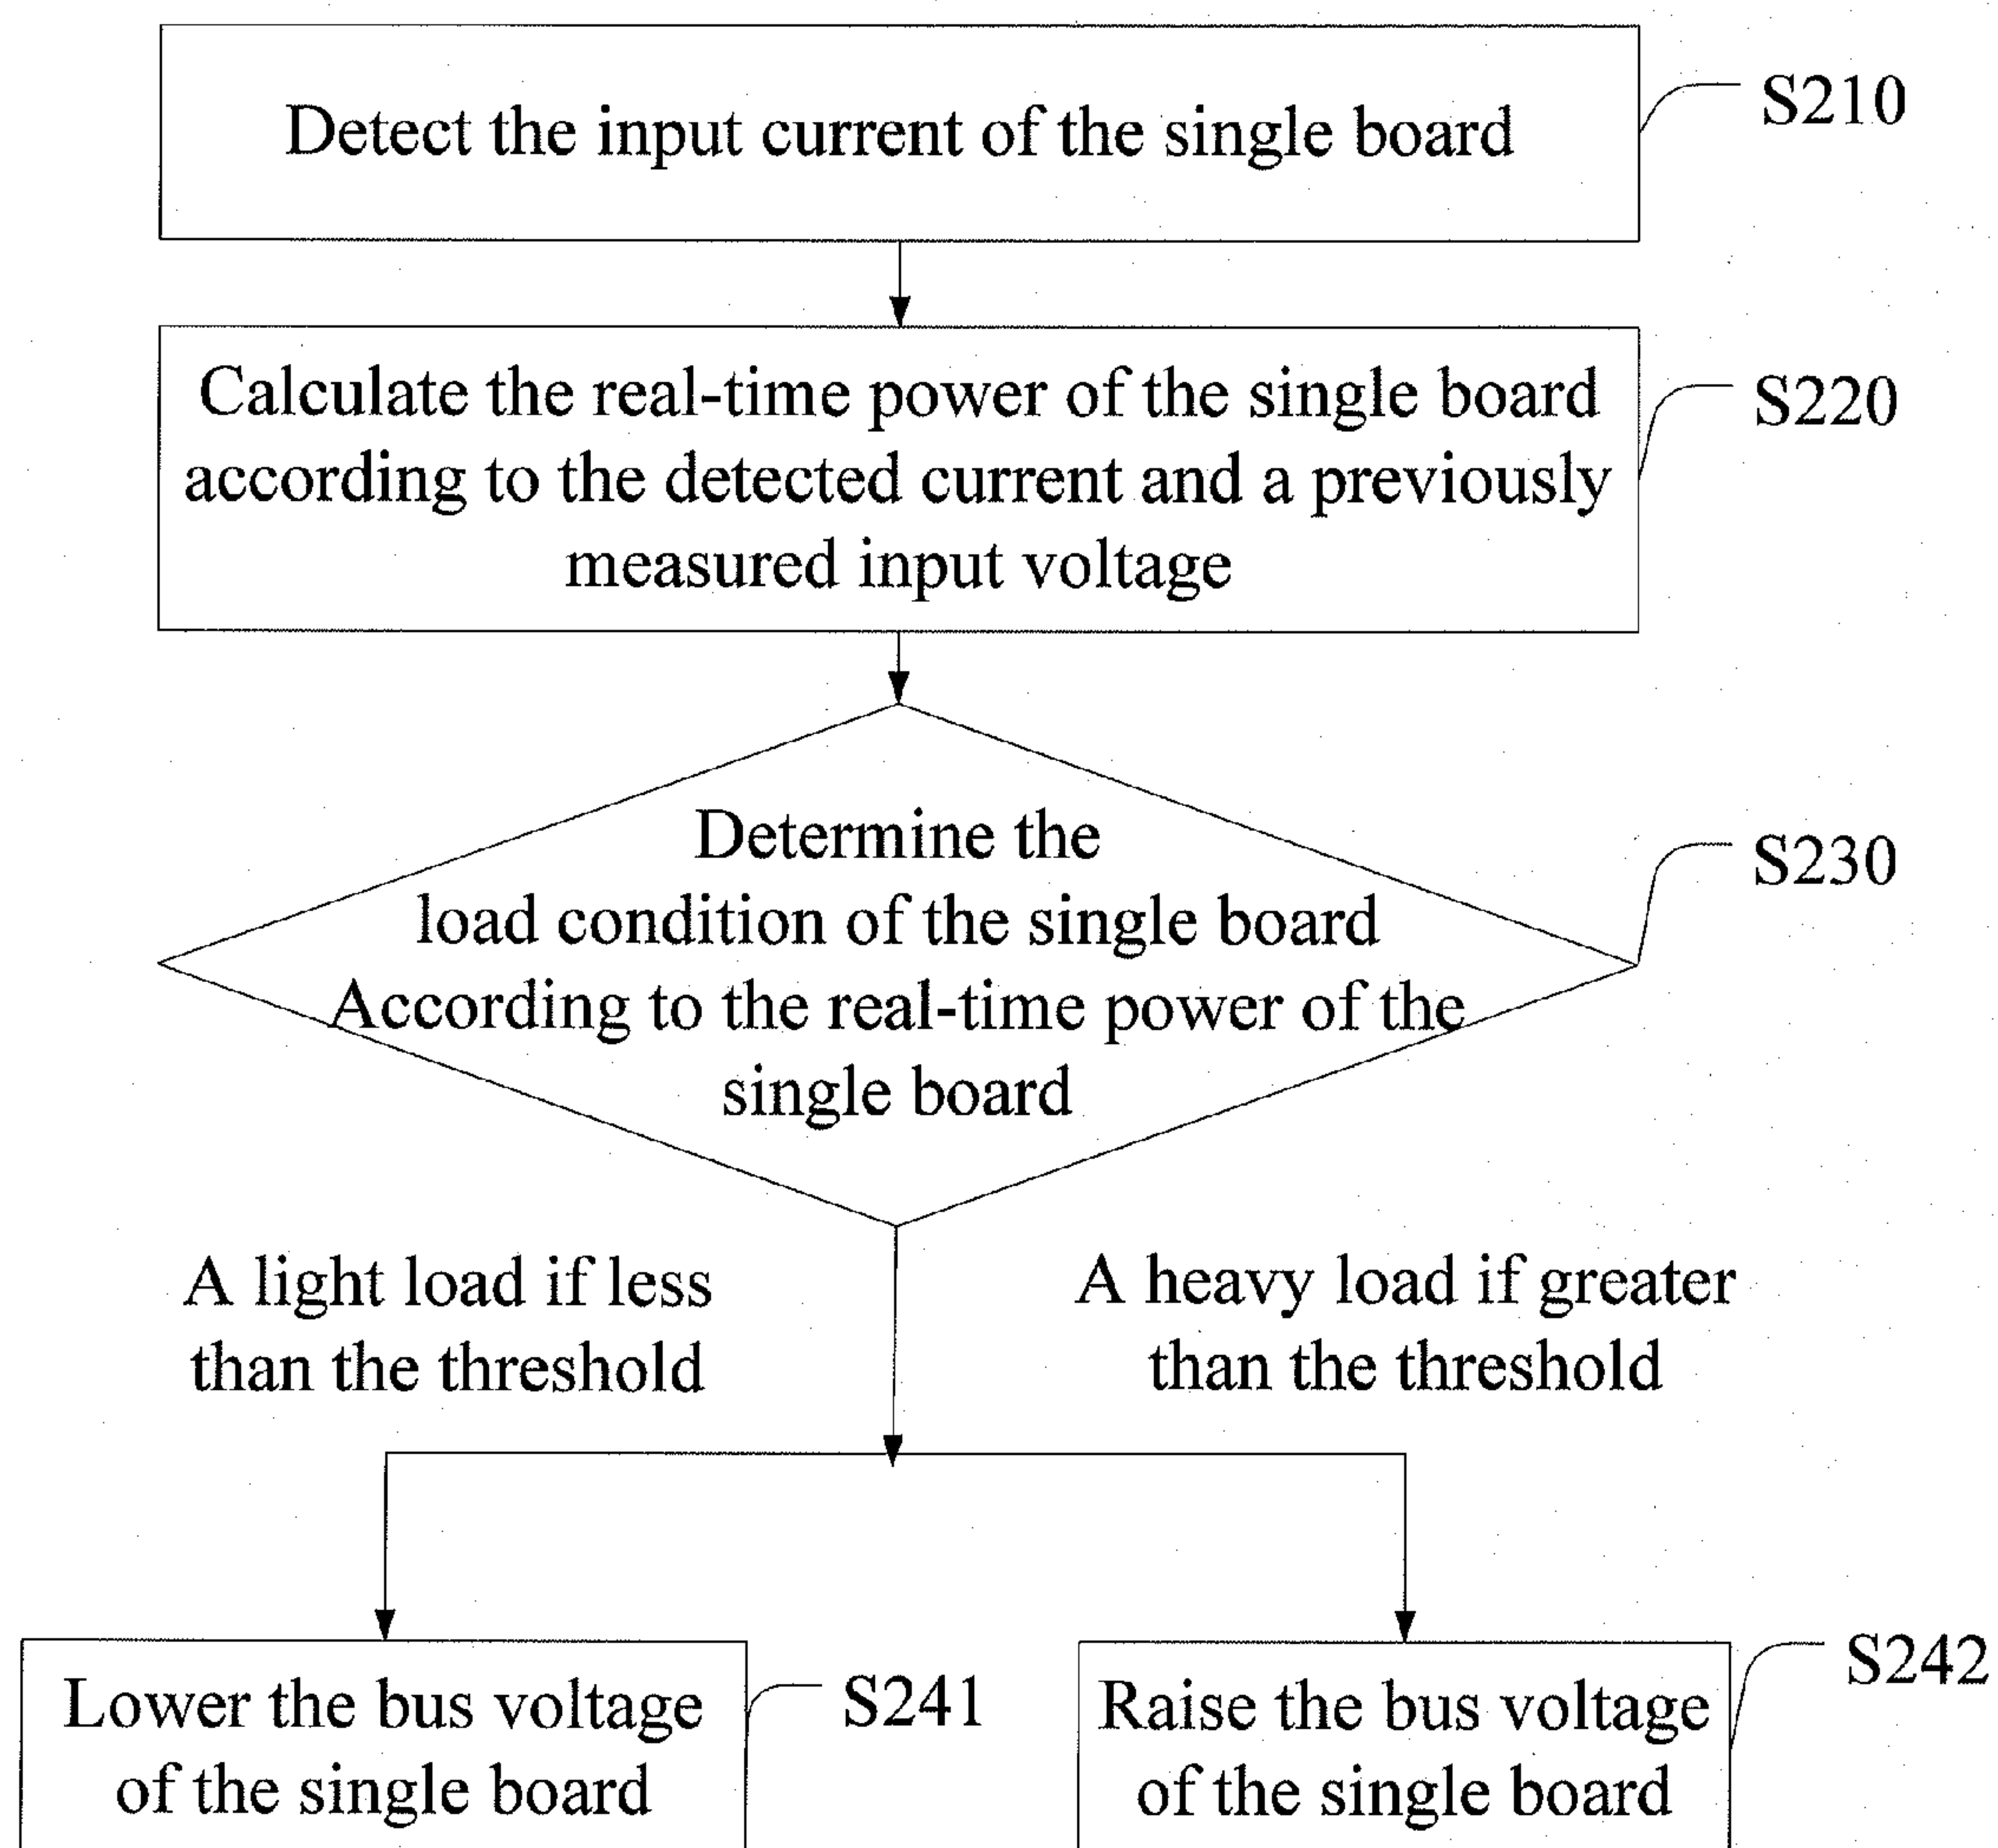 Detect the input current of the single board
S210
Calculate the real-time power of the single board
according to the detected current and a previously
measured input voltage
S220
Determine the
load condition of the single board
According to the real-time power of the
single board
S230
A light load if less
than the threshold
A heavy load if greater
than the threshold
Lower the bus voltage
of the single board
S241
Raise the bus voltage
of the single board
S242